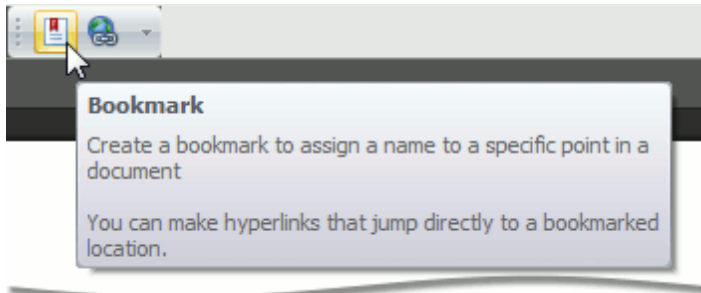 Bookmark
Create a bookmark to assign a name to a specific point in a
document
You can make hyperlinks that jump directly to a bookmarked
location.